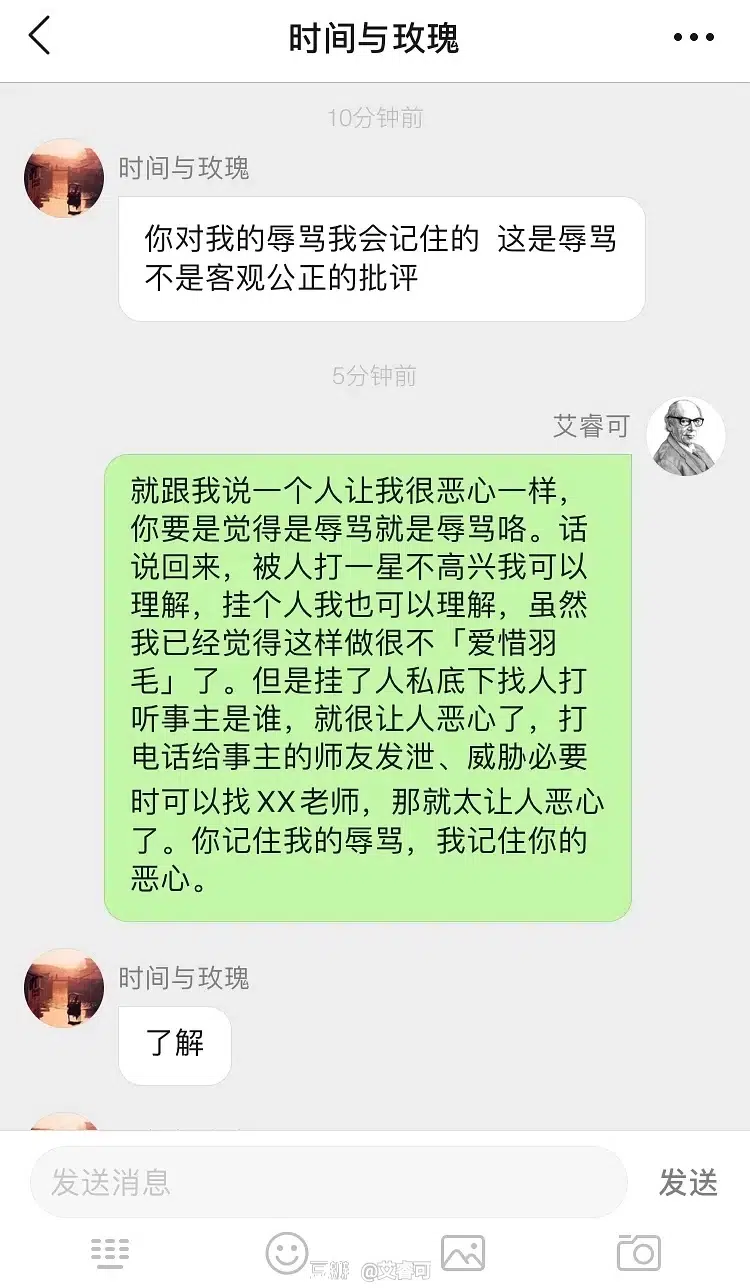 时间与玫瑰
10分钟前
时间与玫瑰
你对我的辱骂我会记住的 这是辱骂
不是客观公正的批评
5分钟前
艾睿可
就跟我说一个人让我很恶心一样，
你要是觉得是辱骂就是辱骂咯。话
说回来，被人打一星不高兴我可以
理解，挂个人我也可以理解，虽然
我已经觉得这样做很不「爱惜羽
毛」了。但是挂了人私底下找人打
听事主是谁，就很让人恶心了，打
电话给事主的师友发泄、威胁必要
时可以找XX老师，那就太让人恶心
了。你记住我的辱骂，我记住你的
恶心。
时间与玫瑰
了解
发送消息
发送
豆瓣 @艾睿可